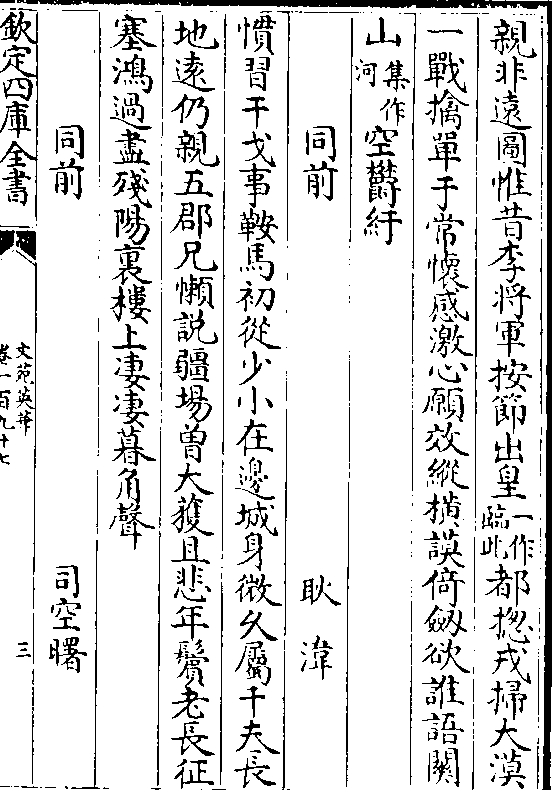 親非遠圖惟昔李將軍按節出皇一作臨此都揔戎掃大漠
一戰擒單于常懷感激心願效縱橫謨倚劔欲誰語關
山集作河空鬱紆
同前　耿湋
慣習干戈事鞍馬初從少小在邊城身微久屬千夫長
地遠仍親五郡兄懶說疆場曽大獲且悲年鬢老長征
塞鴻過盡殘陽裏樓上凄凄暮角聲
同前　司空曙
欽定四庫全書
文苑英華
卷一百九十七
三